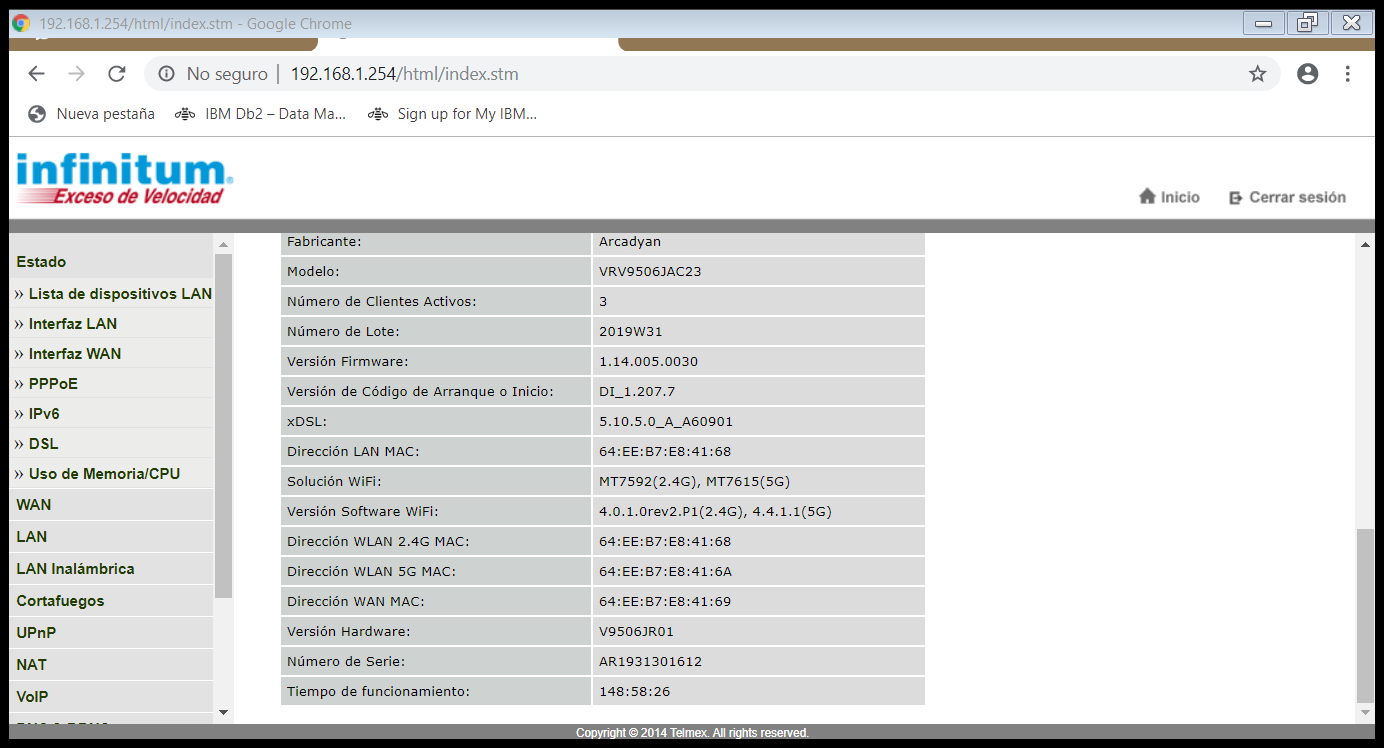 192.168.1.254/html/index.stm - Google Chrome
No seguro | 192.168.1.254/html/index.stm
Nueva pestaña IBM Db2 – Data Ma... Sign up for My IBM...
infinitum®
Exceso de Velocidad
Inicio Cerrar sesión
Estado
» Lista de dispositivos LAN
» Interfaz LAN
» Interfaz WAN
» PPPoE
» IPv6
» DSL
» Uso de Memoria/CPU
WAN
LAN
LAN Inalámbrica
Cortafuegos
UPnP
NAT
VoIP
Fabricante: Arcadyan
Modelo: VRV9506JAC23
Número de Clientes Activos: 3
Número de Lote: 2019W31
Versión Firmware: 1.14.005.0030
Versión de Código de Arranque o Inicio: DI_1.207.7
xDSL: 5.10.5.0_A_A60901
Dirección LAN MAC: 64:EE:B7:E8:41:68
Solución WiFi: MT7592(2.4G), MT7615(5G)
Versión Software WiFi: 4.0.1.0rev2.P1(2.4G), 4.4.1.1(5G)
Dirección WLAN 2.4G MAC: 64:EE:B7:E8:41:68
Dirección WLAN 5G MAC: 64:EE:B7:E8:41:6A
Dirección WAN MAC: 64:EE:B7:E8:41:69
Versión Hardware: V9506JR01
Número de Serie: AR1931301612
Tiempo de funcionamiento: 148:58:26
Copyright © 2014 Telmex. All rights reserved.